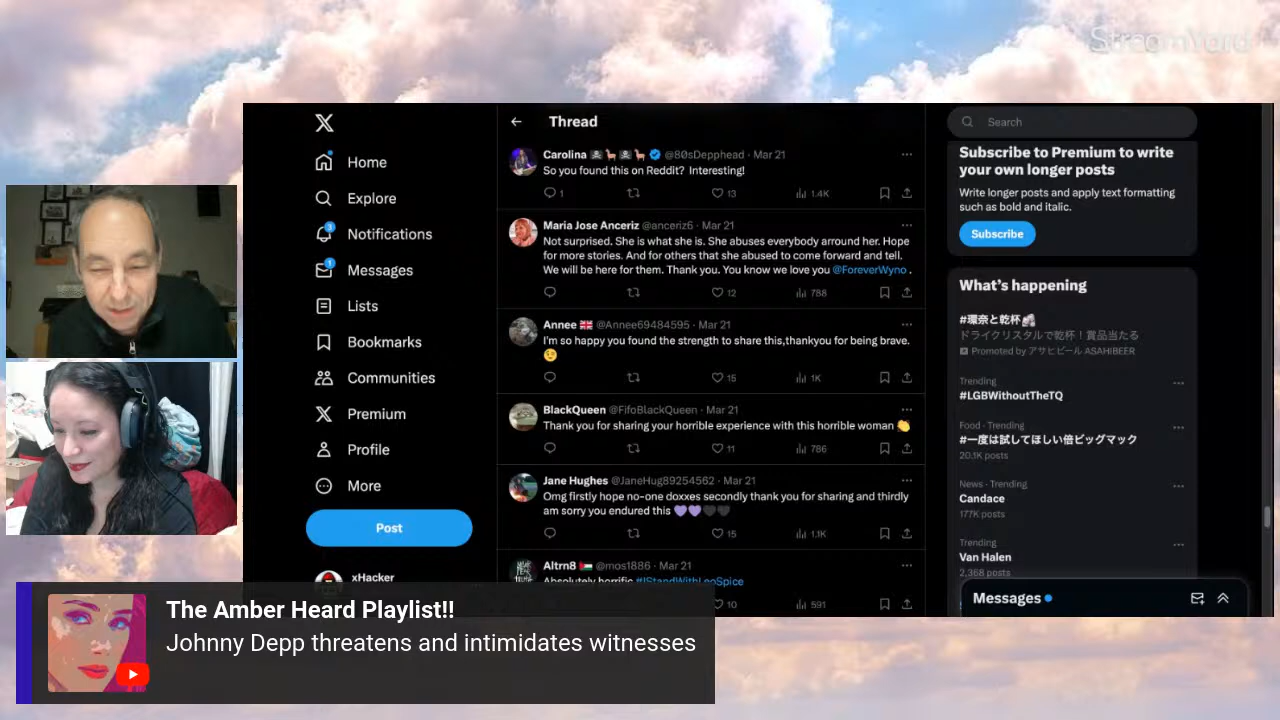 StreamYard
Home
Explore
3
Notifications
1
Messages
Lists
Bookmarks
Communities
Premium
Profile
More
Post
xHacker
Thread
Carolina @80sDepphead · Mar 21
So you found this on Reddit? Interesting!
1 13 1.4K
Maria Jose Anceriz @anceriz6 · Mar 21
Not surprised. She is what she is. She abuses everybody arround her. Hope
for more stories. And for others that she abused to come forward and tell.
We will be here for them. Thank you. You know we love you @ForeverWyno .
12 788
Annee 🇬🇧 @Annee69484595 · Mar 21
I'm so happy you found the strength to share this,thankyou for being brave.
15 1K
BlackQueen @FifoBlackQueen · Mar 21
Thank you for sharing your horrible experience with this horrible woman 👏
11 786
Jane Hughes @JaneHug89254562 · Mar 21
Omg firstly hope no-one doxxes secondly thank you for sharing and thirdly
am sorry you endured this 💜💜🖤🖤
15 1.1K
Altrn8 🇵🇸 @mos1886 · Mar 21
Absolutely horrific #IStandWithLeoSpice
10 591
Search
Subscribe to Premium to write
your own longer posts
Write longer posts and apply text formatting
such as bold and italic.
Subscribe
What's happening
#環奈と乾杯🍻
ドライクリスタルで乾杯！賞品当たる
Promoted by アサヒビール ASAHIBEER
Trending
#LGBWithoutTheTQ
Food · Trending
#一度は試してほしい倍ビッグマック
20.1K posts
News · Trending
Candace
177K posts
Trending
Van Halen
2,368 posts
Messages
The Amber Heard Playlist!!
Johnny Depp threatens and intimidates witnesses